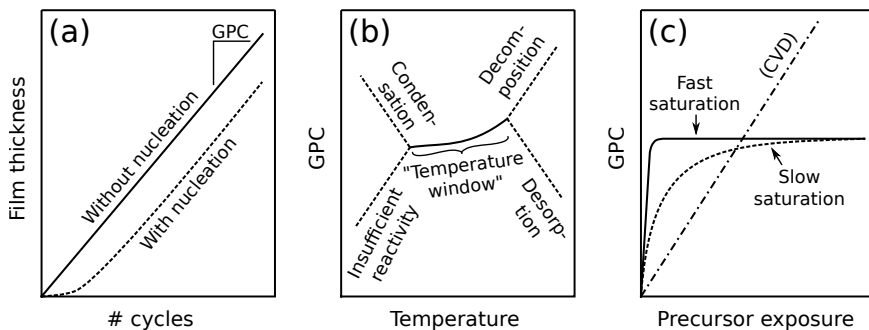 (a)
GPC
Without nucleation
With nucleation
Film thickness
# cycles
(b)
Conden-
sation
Decom-
position
"Temperature
window"
Insufficient
reactivity
Desorp-
tion
GPC
Temperature
(c)
(CVD)
Fast
saturation
Slow
saturation
GPC
Precursor exposure